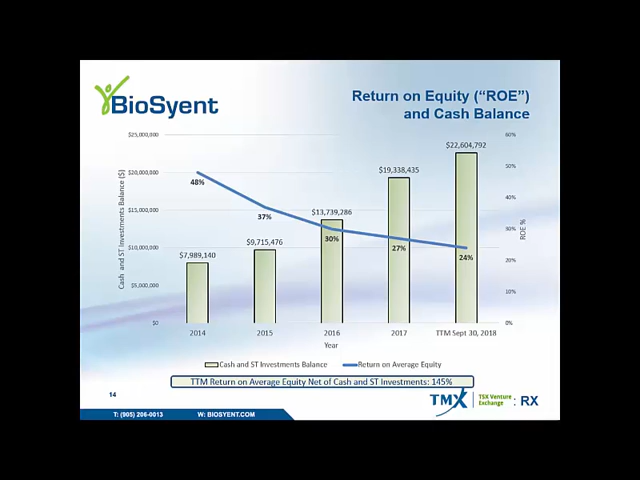 BioSyent
Return on Equity (“ROE”)
and Cash Balance
$25,000,000
$20,000,000
$15,000,000
$10,000,000
$5,000,000
$0
Cash and ST Investments Balance ($)
60%
50%
40%
30%
20%
10%
0%
ROE %
$7,989,140
$9,715,476
$13,739,286
$19,338,435
$22,604,792
48%
37%
30%
27%
24%
2014 2015 2016 2017 TTM Sept 30, 2018
Year
Cash and ST Investments Balance Return on Average Equity
TTM Return on Average Equity Net of Cash and ST Investments: 145%
14
TMX TSX Venture Exchange : RX
T: (905) 206-0013 W: BIOSYENT.COM